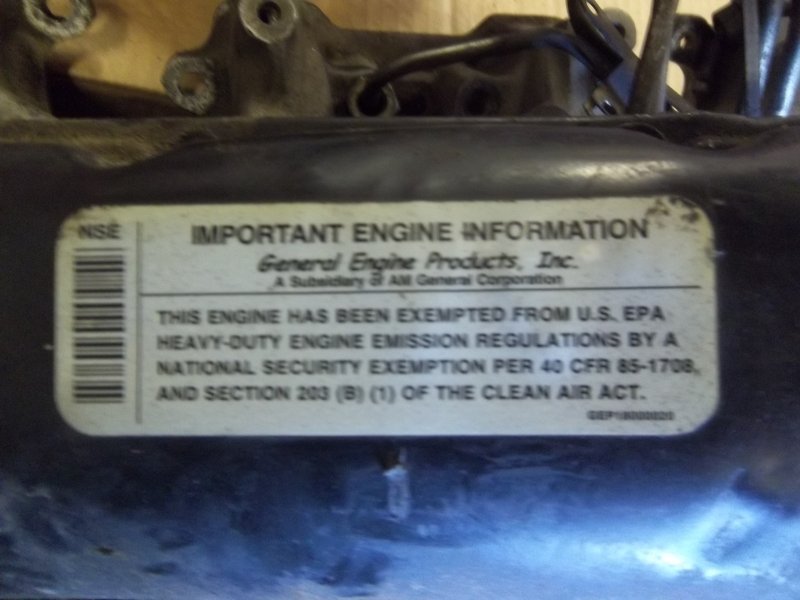 NSE
IMPORTANT ENGINE INFORMATION
General Engine Products, Inc.
A Subsidiary of AM General Corporation
THIS ENGINE HAS BEEN EXEMPTED FROM U.S. EPA
HEAVY-DUTY ENGINE EMISSION REGULATIONS BY A
NATIONAL SECURITY EXEMPTION PER 40 CFR 85-1708,
AND SECTION 203 (B) (1) OF THE CLEAN AIR ACT.